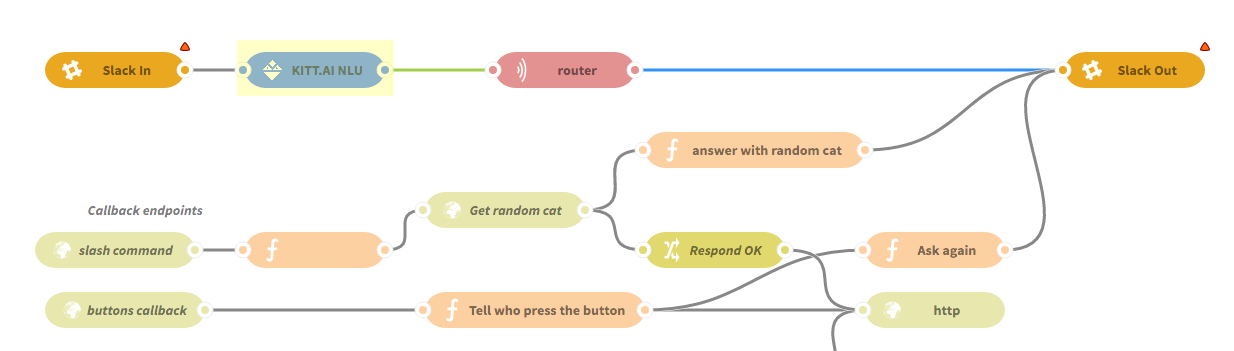 Slack In
KITT.AI NLU
router
Slack Out
answer with random cat
Callback endpoints
Get random cat
slash command
Respond OK
Ask again
buttons callback
Tell who press the button
http